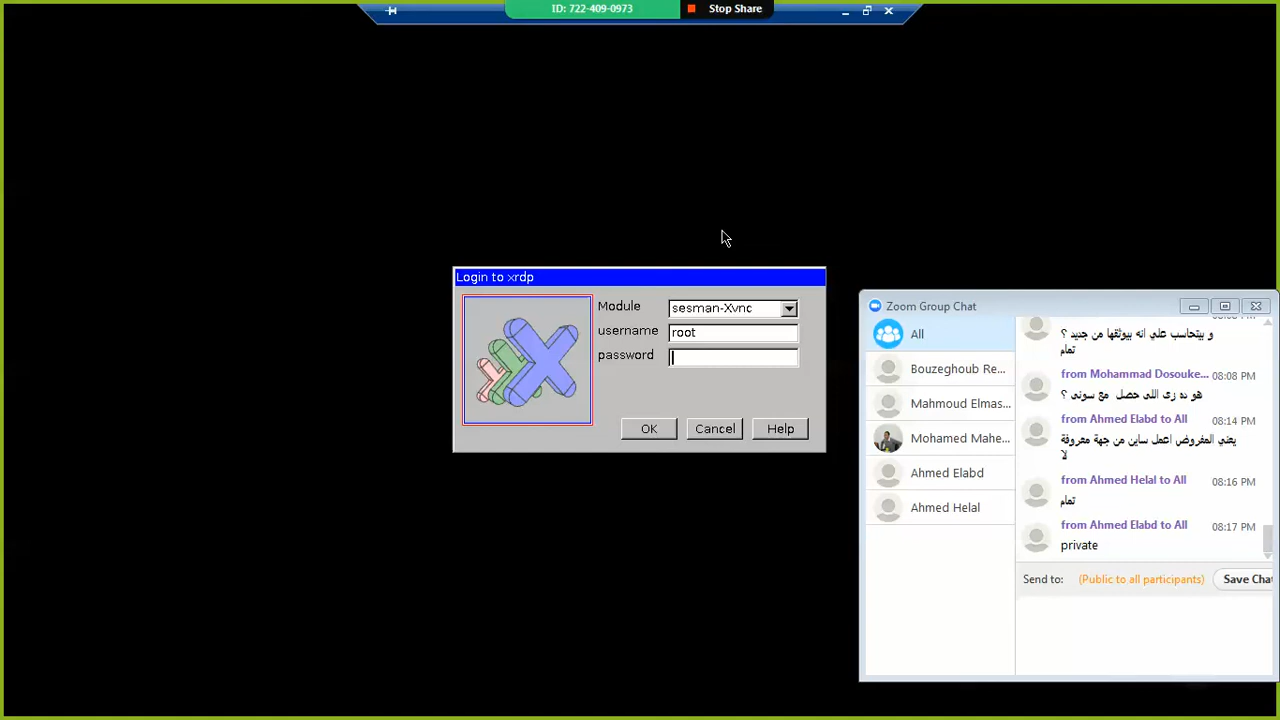 ID: 722-409-0973
Stop Share
Login to xrdp
Module
sesman-Xvnc
username
root
password
OK
Cancel
Help
Zoom Group Chat
All
Bouzeghoub Re...
Mahmoud Elmas...
Mohamed Mahe...
Ahmed Elabd
Ahmed Helal
و بيتحاسب علي انه بيوثقها من جديد ؟
تمام
from Mohammad Dosouke... 08:08 PM
هو ده زى اللى حصل مع سونى ؟
from Ahmed Elabd to All 08:14 PM
يعني المفروض اعمل ساين من جهة معروفة
لا
from Ahmed Helal to All 08:16 PM
تمام
from Ahmed Elabd to All 08:17 PM
private
Send to: (Public to all participants) Save Chat